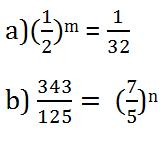 a)(1/2)ᵐ = 1/32
b) 343/125 = (7/5)ⁿ